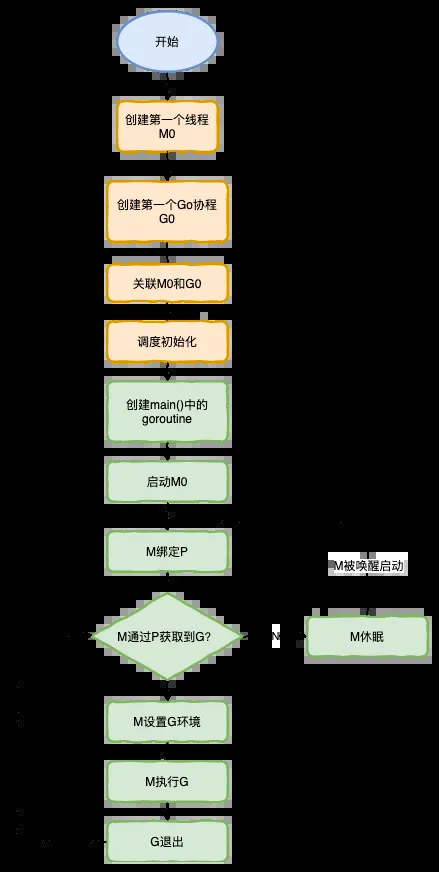 开始
创建第一个线程
M0
创建第一个Go协程
G0
关联M0和G0
调度初始化
创建main()中的
goroutine
启动M0
M绑定P
M被唤醒启动
M通过P获取到G?
N
M休眠
M设置G环境
M执行G
G退出